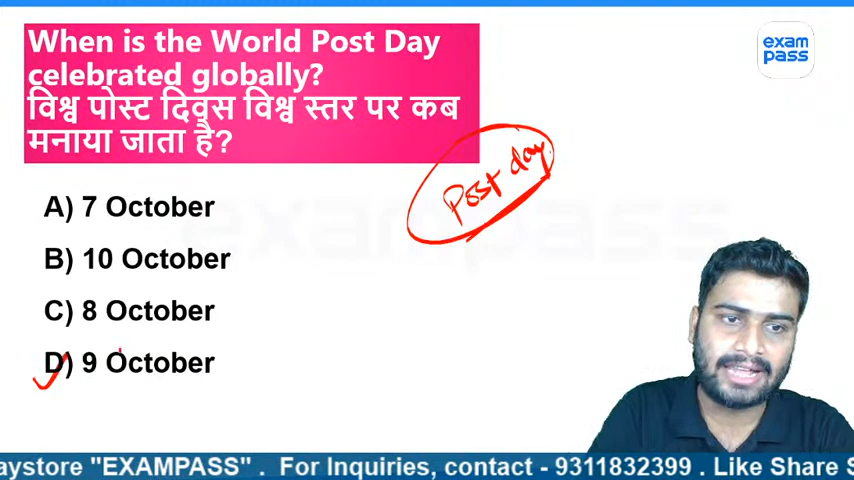 When is the World Post Day
celebrated globally?
विश्व पोस्ट दिवस विश्व स्तर पर कब
मनाया जाता है?
exam
pass
Post day
A) 7 October
B) 10 October
C) 8 October
D) 9 October
exampass
aystore "EXAMPASS" . For Inquiries, contact - 9311832399 . Like Share S